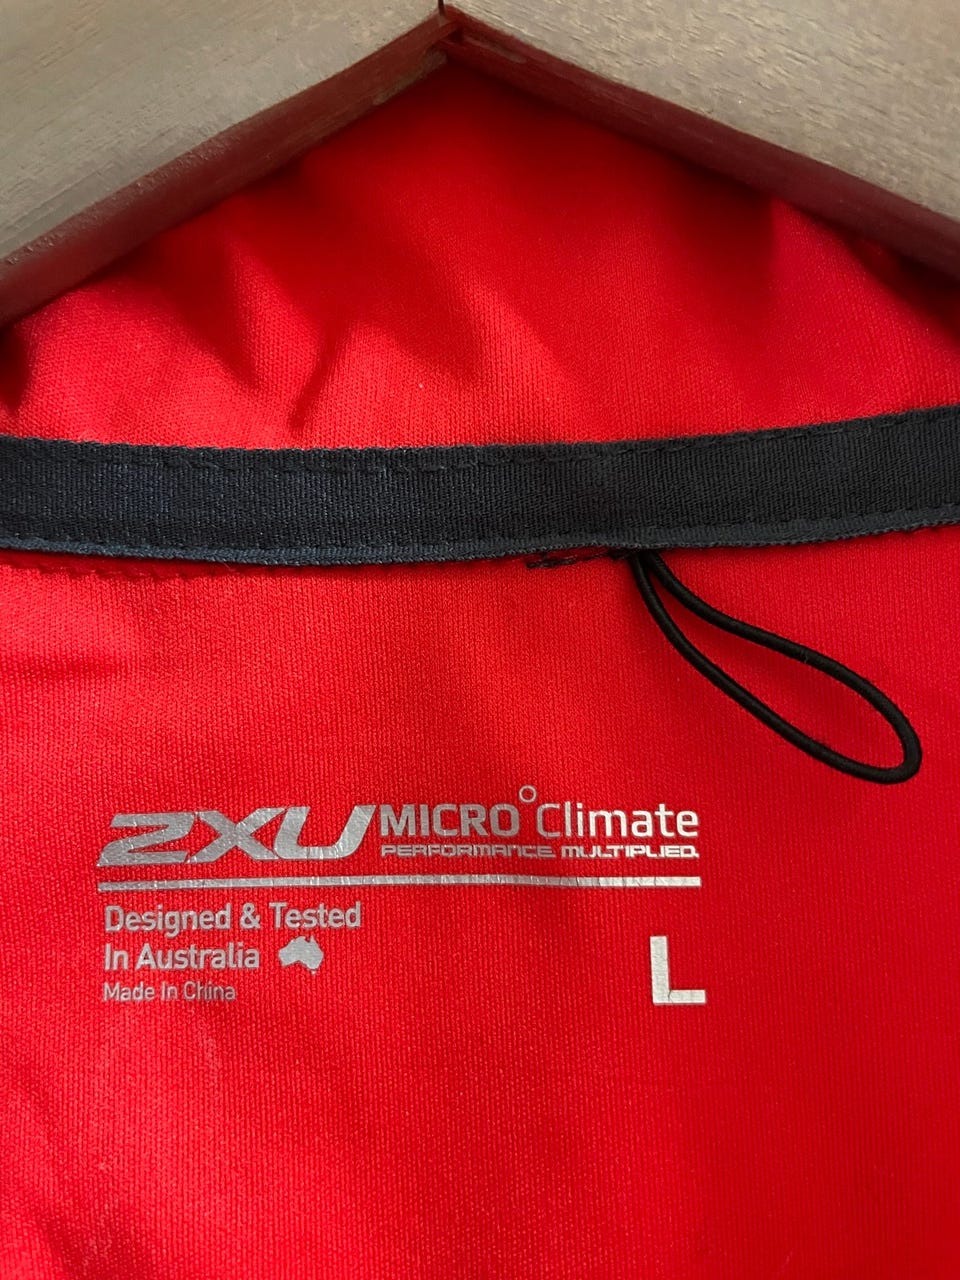 2XU MICRO°Climate
PERFORMANCE MULTIPLIED.
Designed & Tested
In Australia
Made In China
L